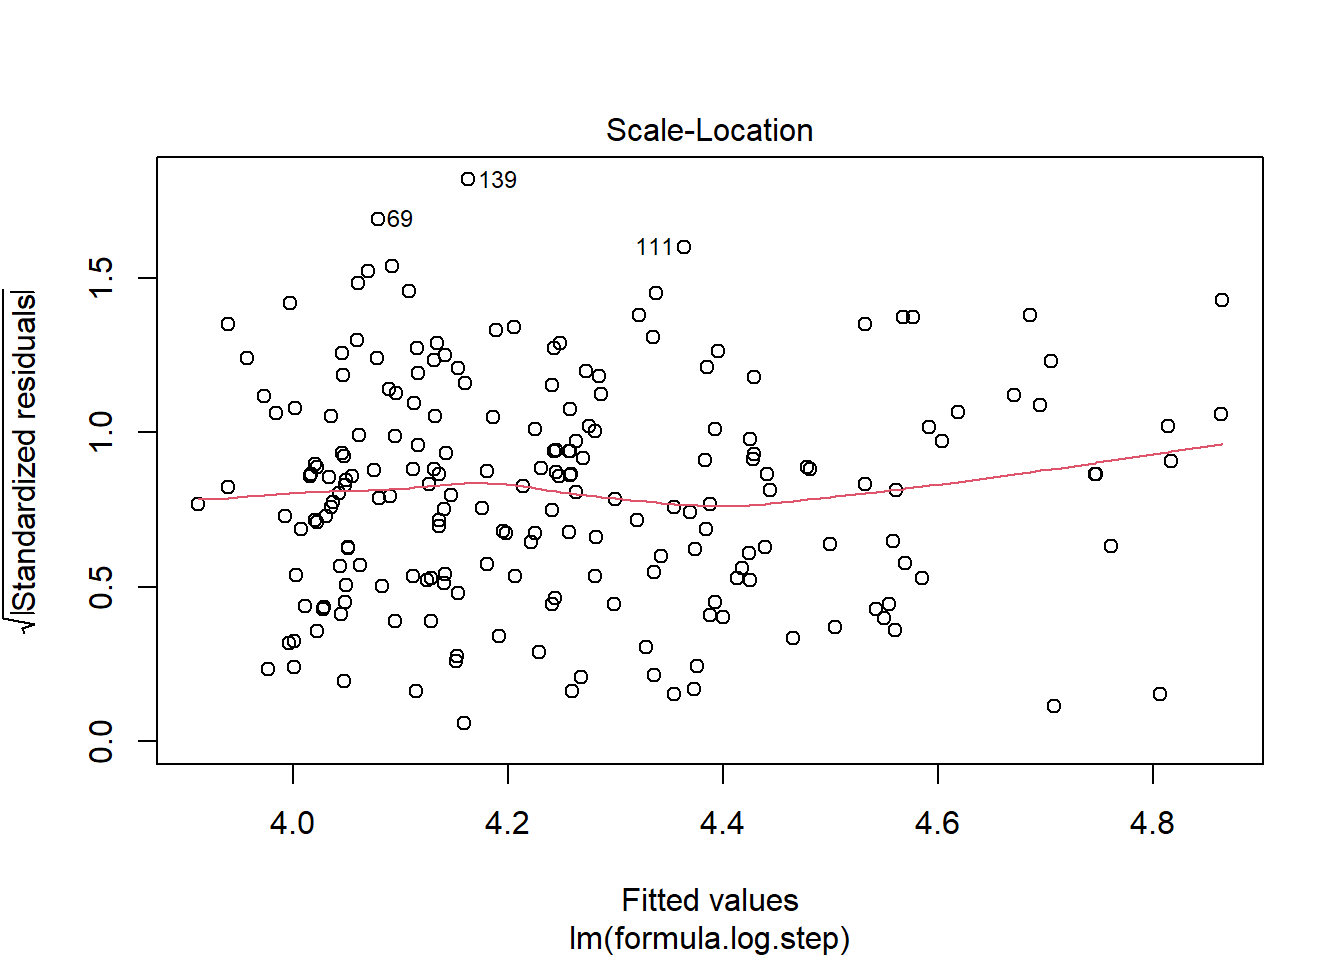 Scale-Location
139
69
111
√|Standardized residuals|
1.5
1.0
0.5
0.0
4.0 4.2 4.4 4.6 4.8
Fitted values
lm(formula.log.step)